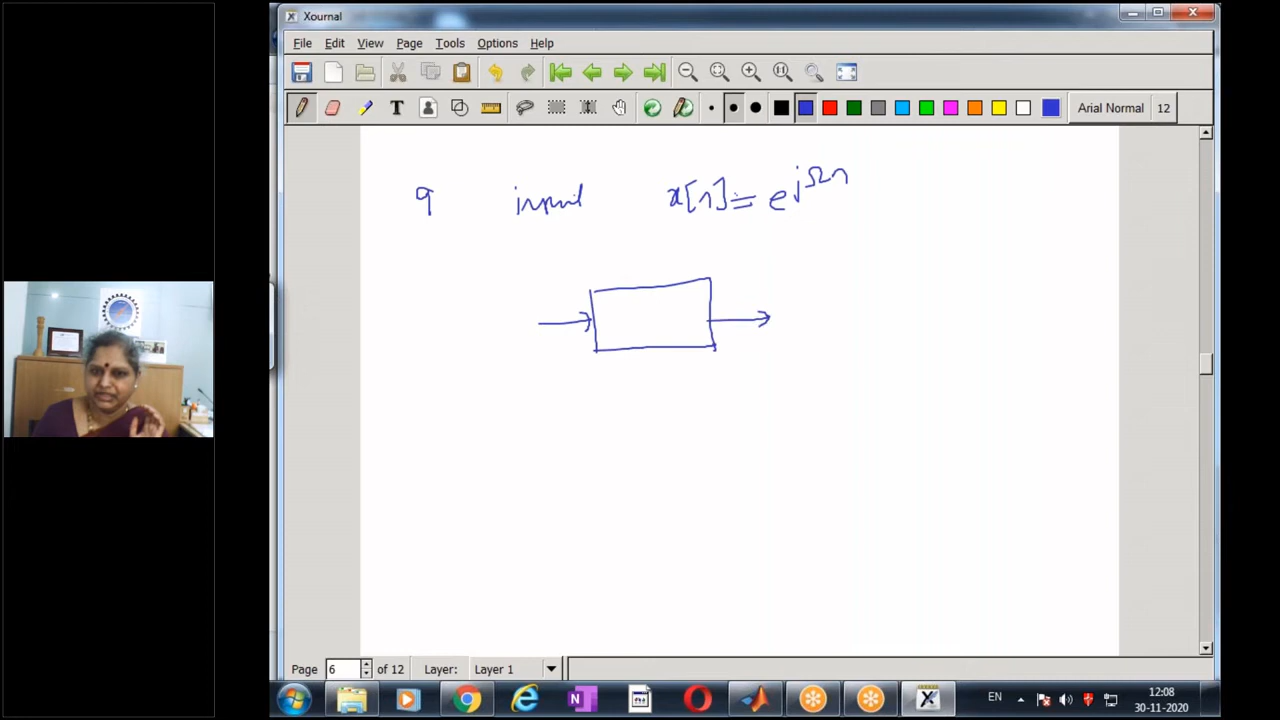 Xournal
File Edit View Page Tools Options Help
T Arial Normal 12
9 input x[n] = e^{jΩn}
Page 6 of 12 Layer: Layer 1
EN 12:08
30-11-2020